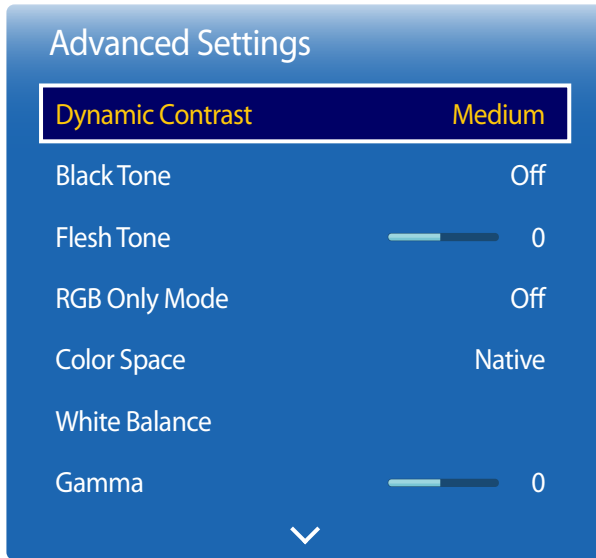 Advanced Settings
Dynamic Contrast Medium
Black Tone Off
Flesh Tone 0
RGB Only Mode Off
Color Space Native
White Balance
Gamma 0